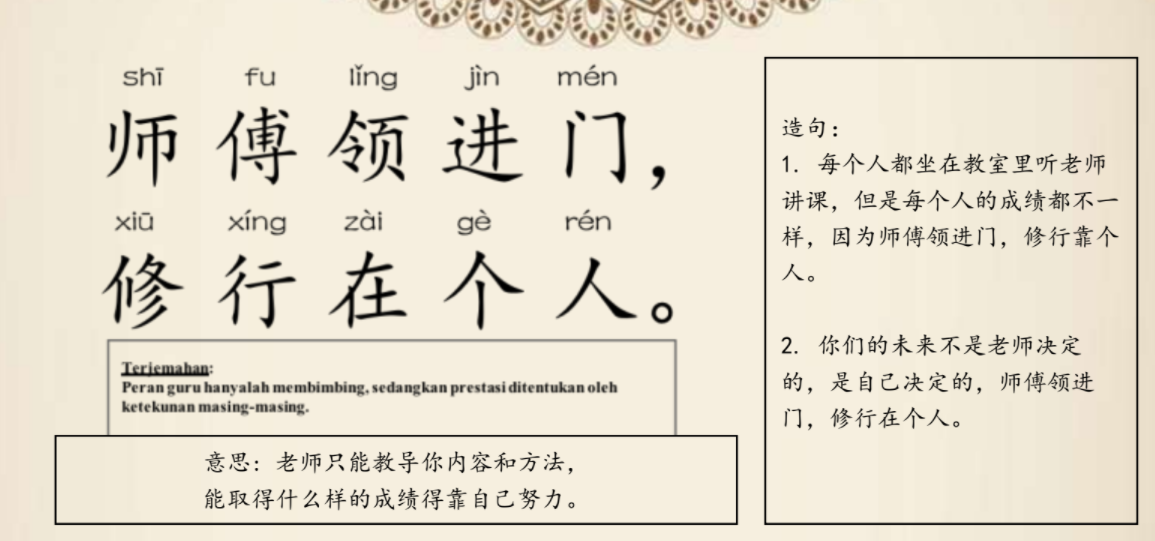 shī fu lǐng jìn mén
师傅领进门，
xiū xíng zài gè rén
修行在个人。
Terjemahan:
Peran guru hanyalah membimbing, sedangkan prestasi ditentukan oleh
ketekunan masing-masing.
意思：老师只能教导你内容和方法，
能取得什么样的成绩得靠自己努力。
造句：
1. 每个人都坐在教室里听老师
讲课，但是每个人的成绩都不一
样，因为师傅领进门，修行靠个
人。
2. 你们的未来不是老师决定
的，是自己决定的，师傅领进
门，修行在个人。